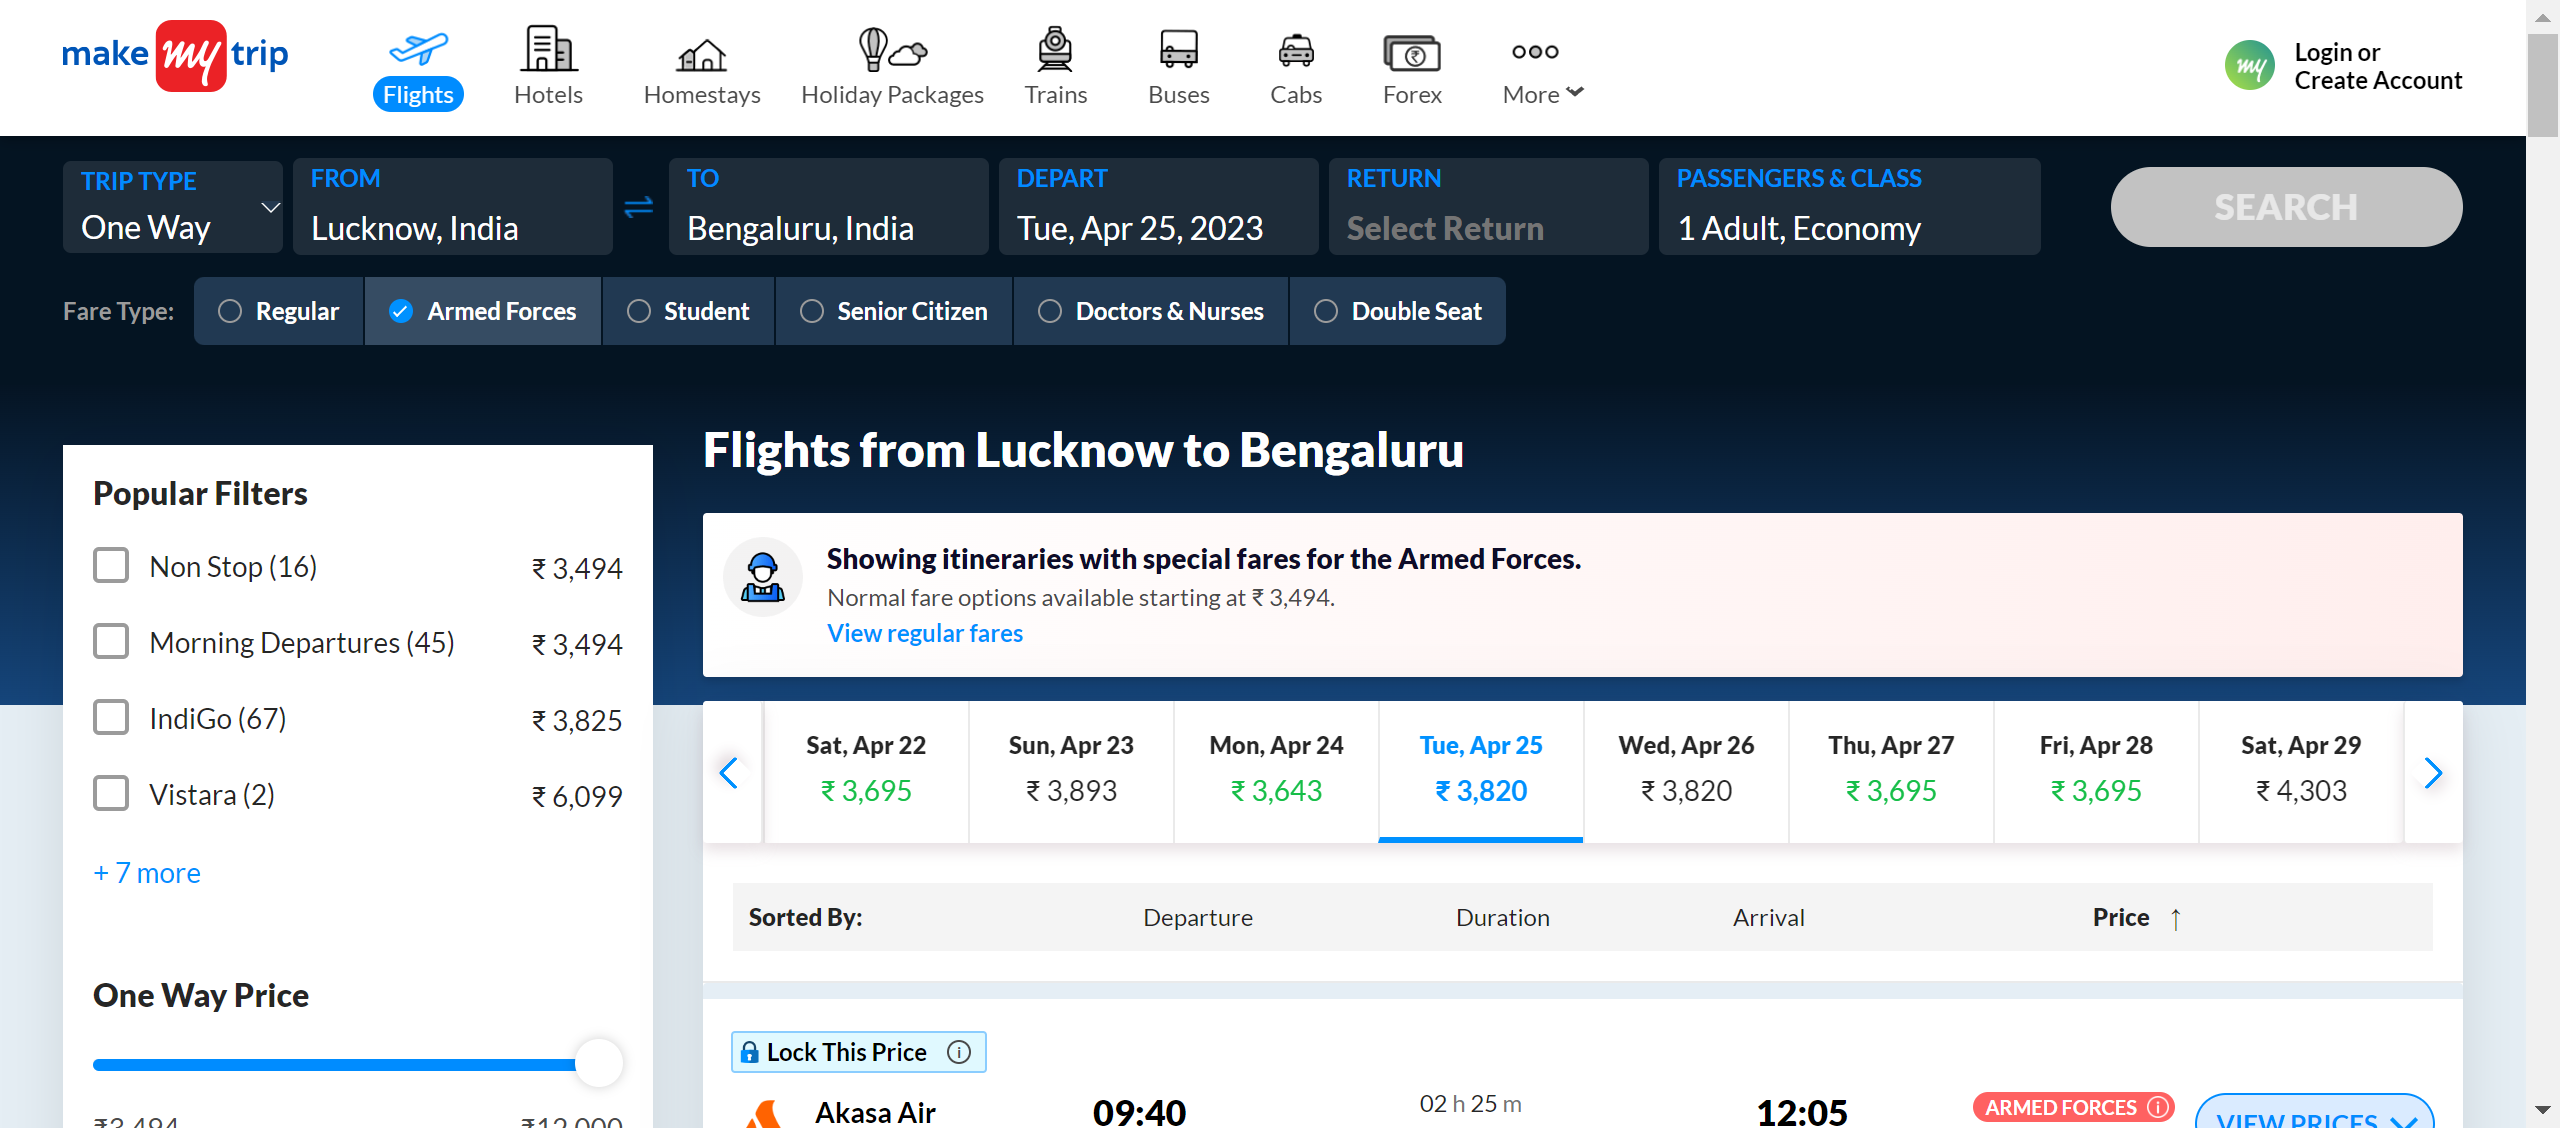 make my trip
Flights
Hotels
Homestays
Holiday Packages
Trains
Buses
Cabs
Forex
More
my
Login or
Create Account
TRIP TYPE
One Way
FROM
Lucknow, India
TO
Bengaluru, India
DEPART
Tue, Apr 25, 2023
RETURN
Select Return
PASSENGERS & CLASS
1 Adult, Economy
SEARCH
Fare Type:
Regular
Armed Forces
Student
Senior Citizen
Doctors & Nurses
Double Seat
Flights from Lucknow to Bengaluru
Popular Filters
Non Stop (16) ₹ 3,494
Morning Departures (45) ₹ 3,494
IndiGo (67) ₹ 3,825
Vistara (2) ₹ 6,099
+ 7 more
One Way Price
₹3,494 ₹12,000
Showing itineraries with special fares for the Armed Forces.
Normal fare options available starting at ₹ 3,494.
View regular fares
Sat, Apr 22
₹ 3,695
Sun, Apr 23
₹ 3,893
Mon, Apr 24
₹ 3,643
Tue, Apr 25
₹ 3,820
Wed, Apr 26
₹ 3,820
Thu, Apr 27
₹ 3,695
Fri, Apr 28
₹ 3,695
Sat, Apr 29
₹ 4,303
Sorted By: Departure Duration Arrival Price ↑
Lock This Price
Akasa Air
09:40
02 h 25 m
12:05
ARMED FORCES
VIEW PRICES